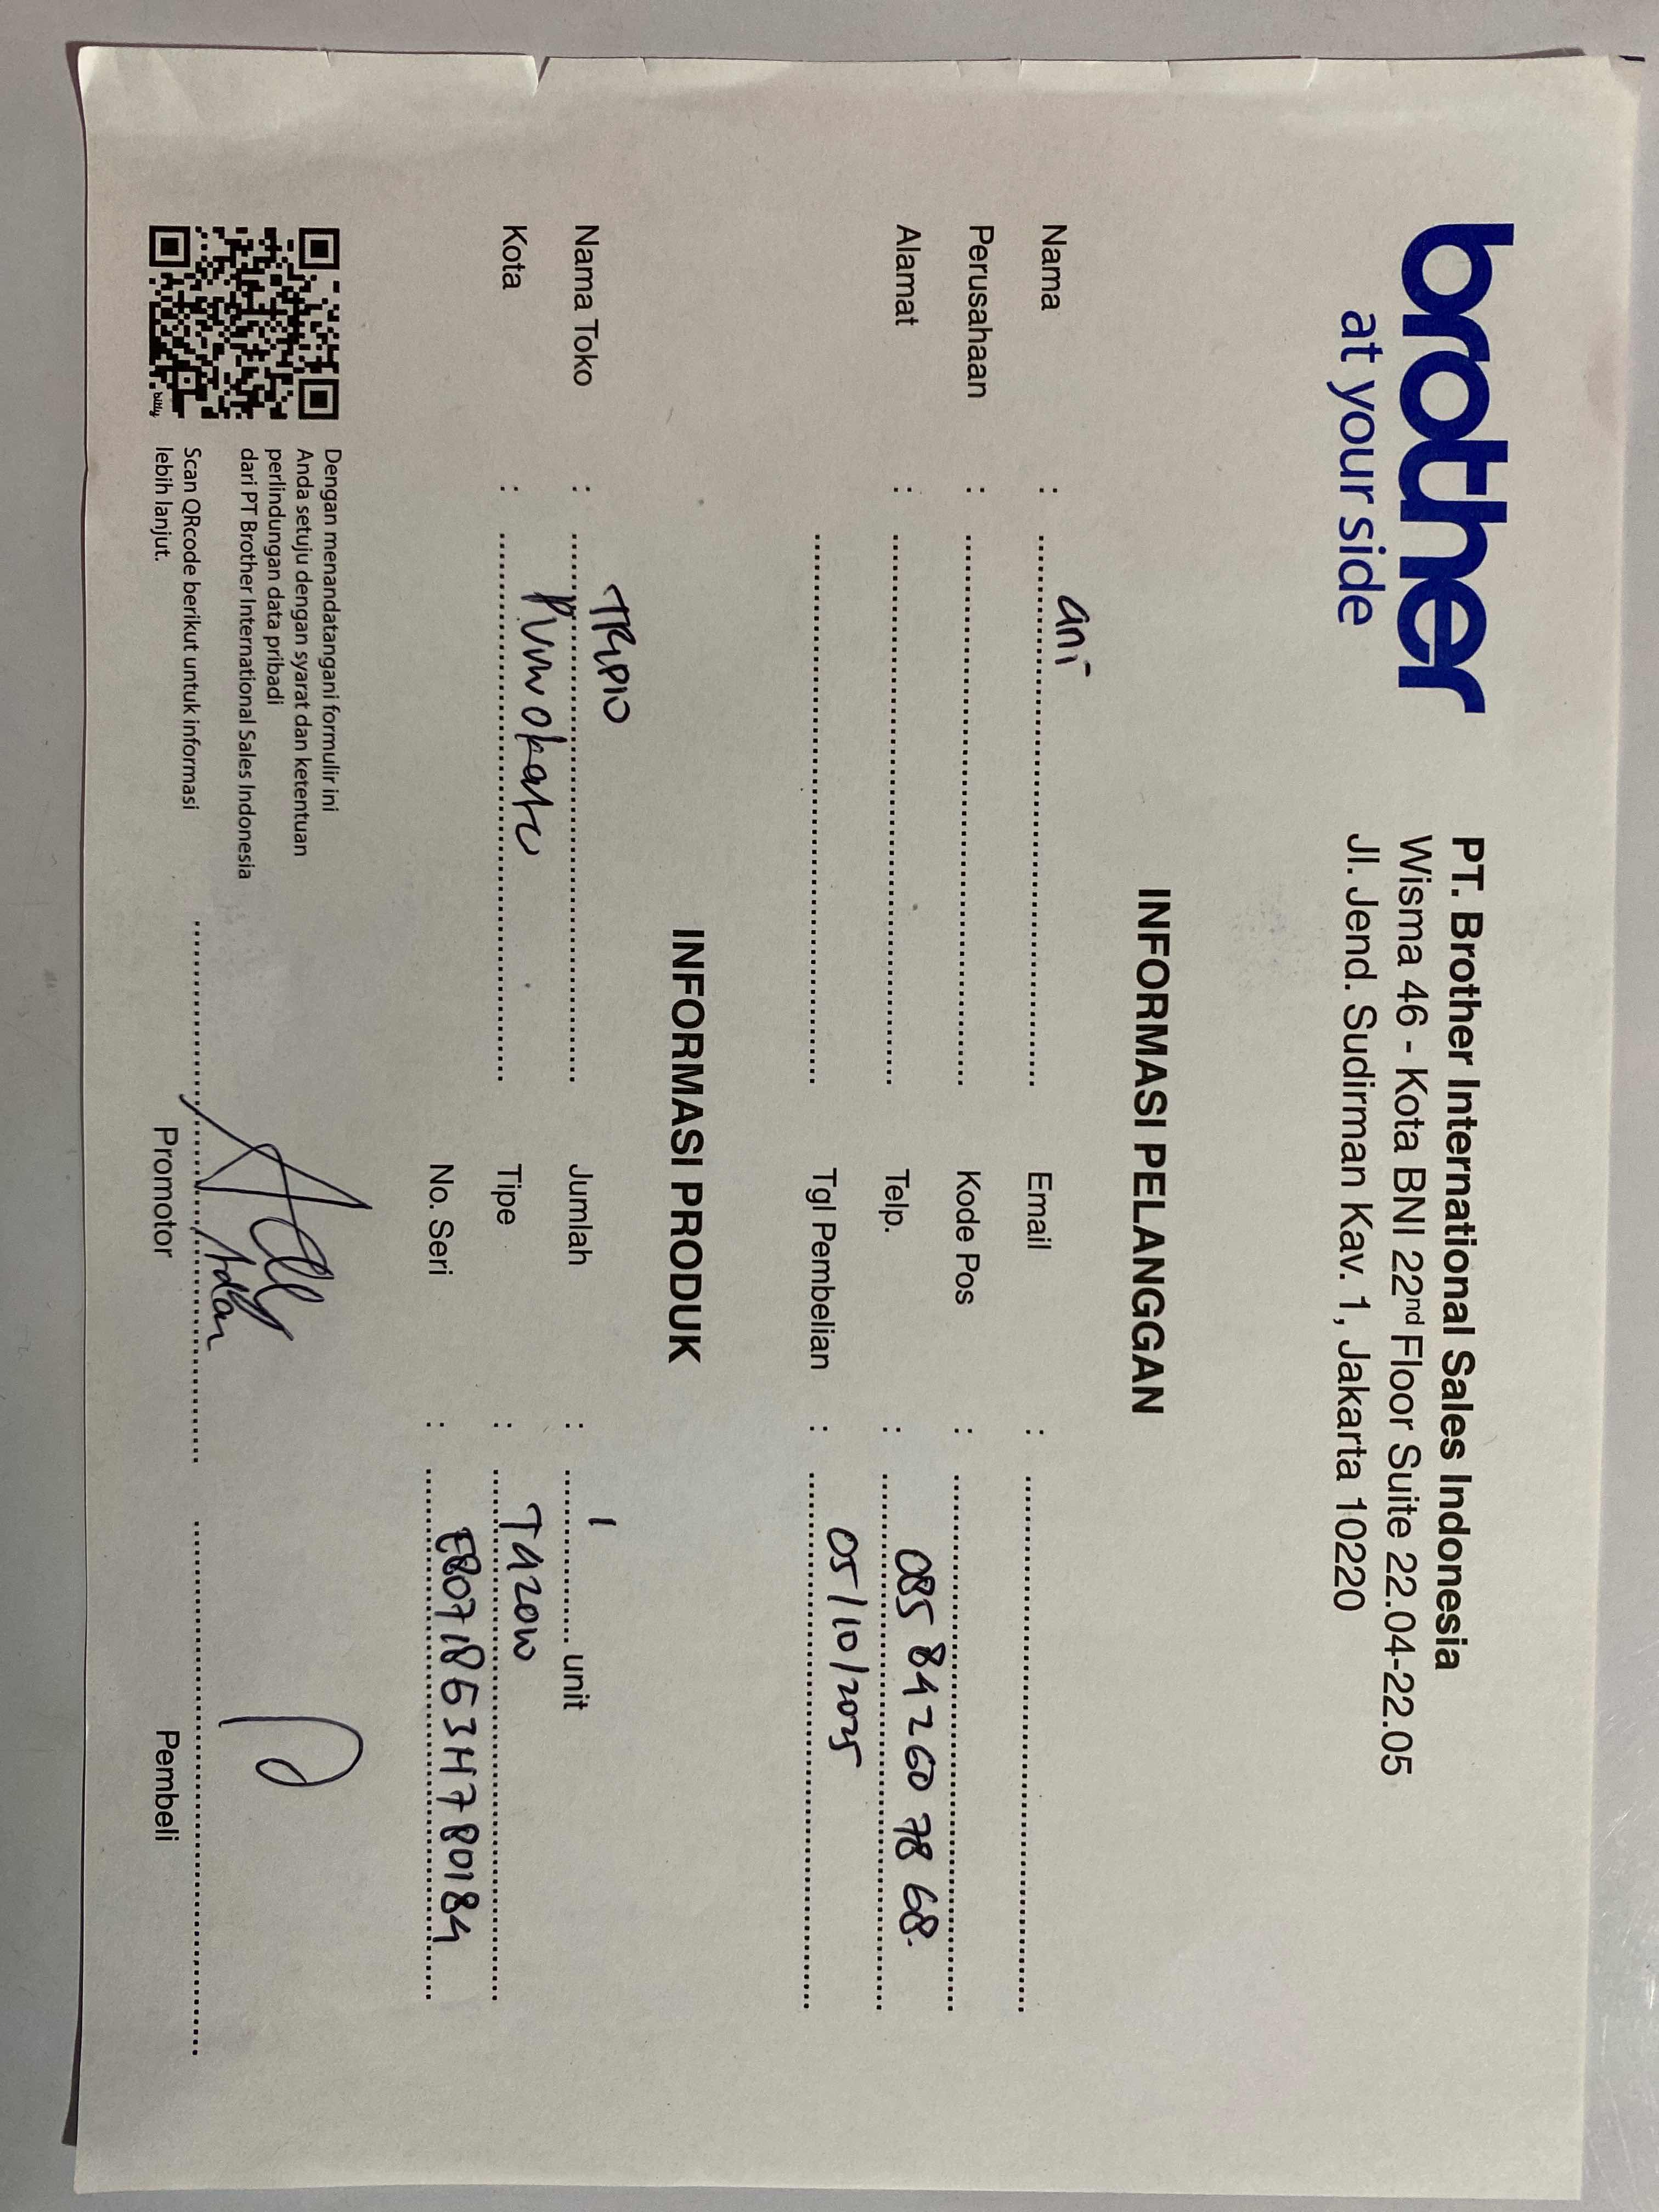 brother
at your side
PT. Brother International Sales Indonesia
Wisma 46 - Kota BNI 22nd Floor Suite 22.04-22.05
Jl. Jend. Sudirman Kav. 1, Jakarta 10220
INFORMASI PELANGGAN
Nama : ani Email :
Perusahaan : Kode Pos :
Alamat : Telp. : 085 84260 78 68.
Tgl Pembelian : 05/10/2025
INFORMASI PRODUK
Nama Toko : TRIPIO Jumlah : 1 unit
Kota : Purwokerto Tipe : T420W
No. Seri : E80718G3H780184
Dengan menandatangani formulir ini
Anda setuju dengan syarat dan ketentuan
perlindungan data pribadi
dari PT Brother International Sales Indonesia
Scan QRcode berikut untuk informasi
lebih lanjut.
bitly
Adan
Promotor Pembeli